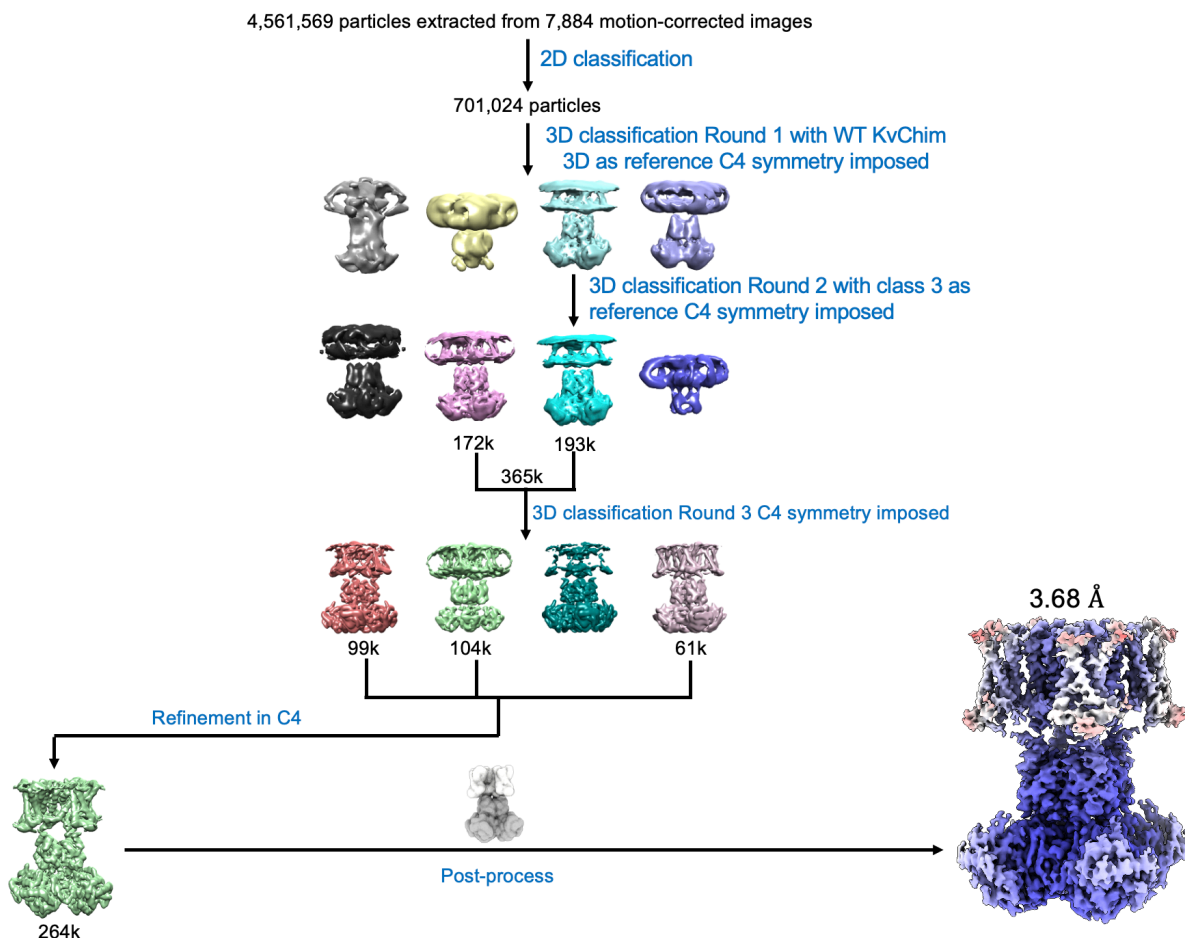 4,561,569 particles extracted from 7,884 motion-corrected images
2D classification
701,024 particles
3D classification Round 1 with WT KvChim
3D as reference C4 symmetry imposed
3D classification Round 2 with class 3 as
reference C4 symmetry imposed
172k
193k
365k
3D classification Round 3 C4 symmetry imposed
99k
104k
61k
3.68 Å
Refinement in C4
Post-process
264k